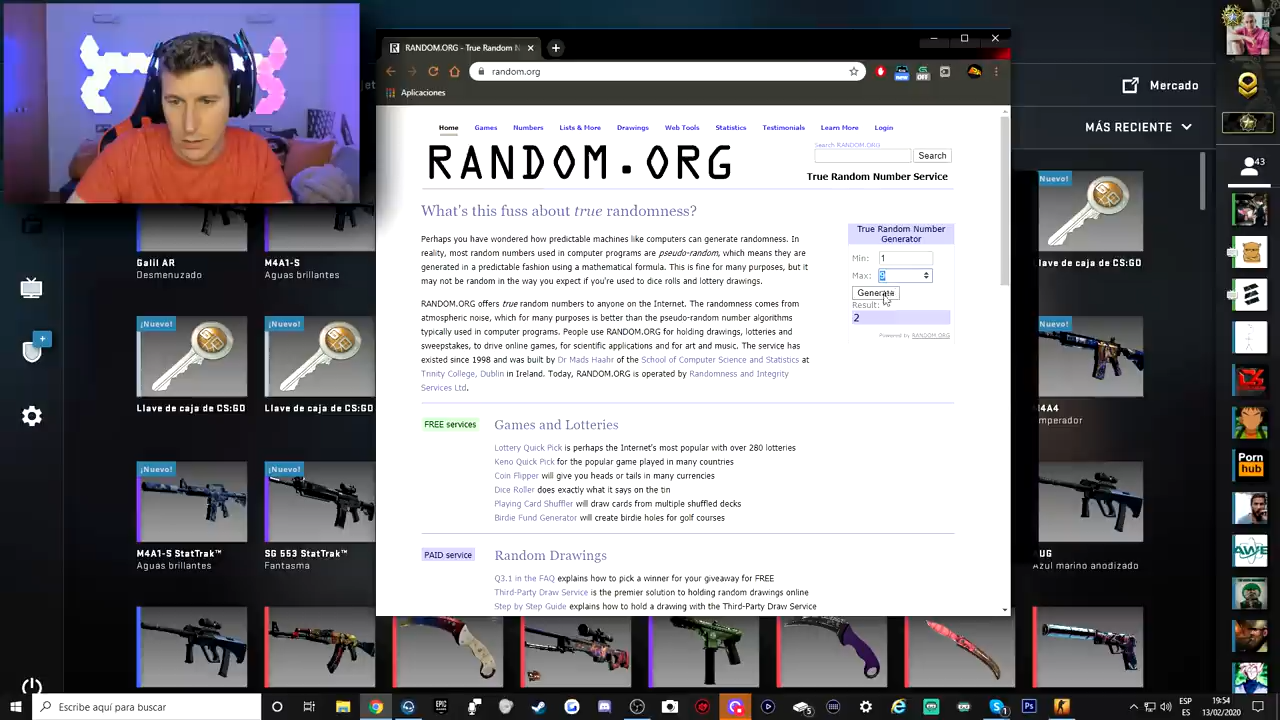 RANDOM.ORG - True Random N
random.org
Aplicaciones
Mercado
Home Games Numbers Lists & More Drawings Web Tools Statistics Testimonials Learn More Login
Search RANDOM.ORG
Search
RANDOM.ORG
True Random Number Service
What's this fuss about true randomness?
Perhaps you have wondered how predictable machines like computers can generate randomness. In
reality, most random numbers used in computer programs are pseudo-random, which means they are
generated in a predictable fashion using a mathematical formula. This is fine for many purposes, but it
may not be random in the way you expect if you're used to dice rolls and lottery drawings.
RANDOM.ORG offers true random numbers to anyone on the Internet. The randomness comes from
atmospheric noise, which for many purposes is better than the pseudo-random number algorithms
typically used in computer programs. People use RANDOM.ORG for holding drawings, lotteries and
sweepstakes, to drive online games, for scientific applications and for art and music. The service has
existed since 1998 and was built by Dr Mads Haahr of the School of Computer Science and Statistics at
Trinity College, Dublin in Ireland. Today, RANDOM.ORG is operated by Randomness and Integrity
Services Ltd.
True Random Number
Generator
Min: 1
Max: 9
Generate
Result:
2
Powered by RANDOM.ORG
FREE services
Games and Lotteries
Lottery Quick Pick is perhaps the Internet's most popular with over 280 lotteries
Keno Quick Pick for the popular game played in many countries
Coin Flipper will give you heads or tails in many currencies
Dice Roller does exactly what it says on the tin
Playing Card Shuffler will draw cards from multiple shuffled decks
Birdie Fund Generator will create birdie holes for golf courses
PAID service
Random Drawings
Q3.1 in the FAQ explains how to pick a winner for your giveaway for FREE
Third-Party Draw Service is the premier solution to holding random drawings online
Step by Step Guide explains how to hold a drawing with the Third-Party Draw Service
Galil AR
Desmenuzado
M4A1-S
Aguas brillantes
Llave de caja de CS:GO
Llave de caja de CS:GO
¡Nuevo!
¡Nuevo!
M4A1-S StatTrak™
Aguas brillantes
SG 553 StatTrak™
Fantasma
¡Nuevo!
¡Nuevo!
Nuevo!
Llave de caja de CS:GO
Nuevo!
M4A4
mperador
UG
Azul marino anodizado
43
Porn
hub
AWE
Escribe aquí para buscar
ESP
ES
19:54
13/02/2020